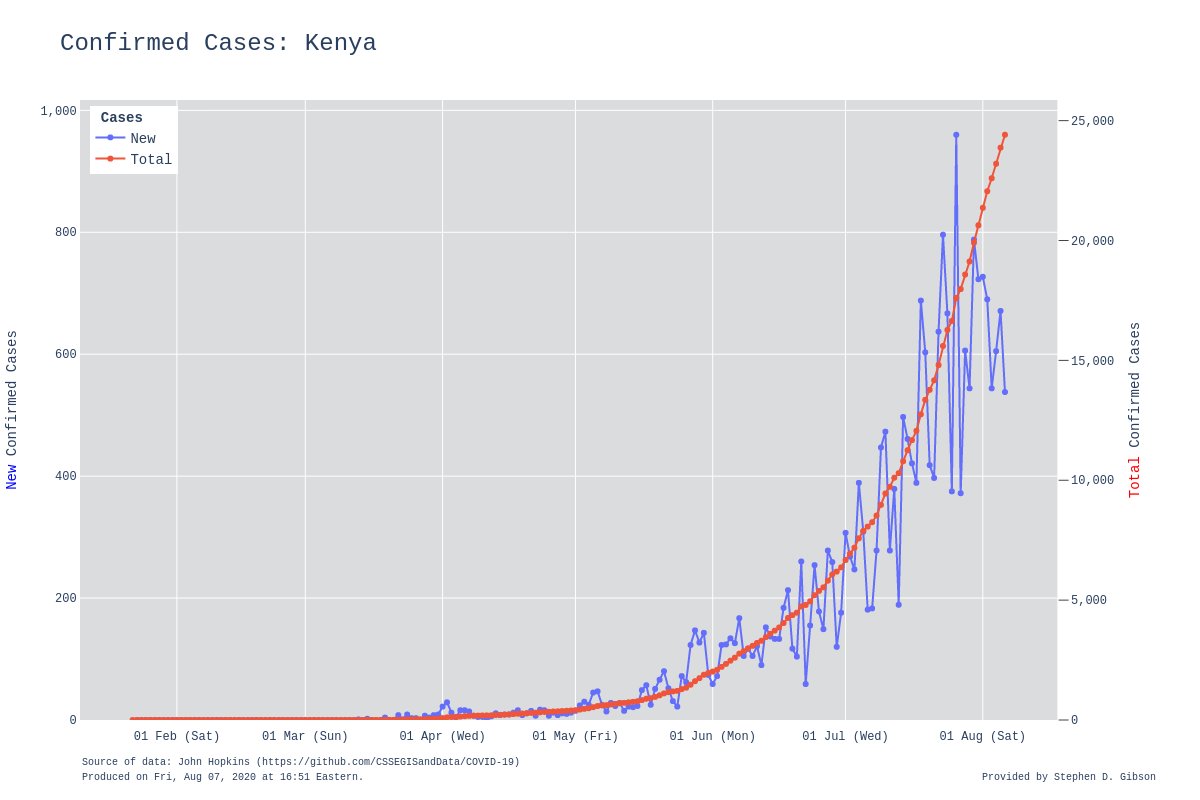 Confirmed Cases: Kenya
Cases
New
Total
1,000
800
600
400
200
0
25,000
20,000
15,000
10,000
5,000
0
New Confirmed Cases
Total Confirmed Cases
01 Feb (Sat)
01 Mar (Sun)
01 Apr (Wed)
01 May (Fri)
01 Jun (Mon)
01 Jul (Wed)
01 Aug (Sat)
Source of data: John Hopkins (https://github.com/CSSEGISandData/COVID-19)
Produced on Fri, Aug 07, 2020 at 16:51 Eastern.
Provided by Stephen D. Gibson